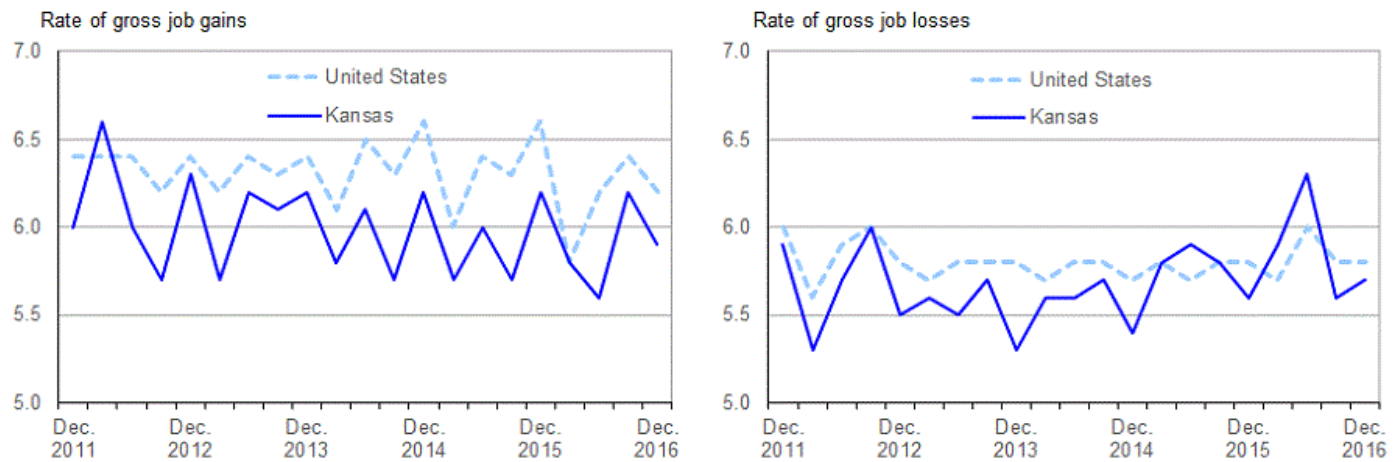 Rate of gross job gains
7.0
6.5
6.0
5.5
5.0
United States
Kansas
Dec. 2011
Dec. 2012
Dec. 2013
Dec. 2014
Dec. 2015
Dec. 2016
Rate of gross job losses
7.0
6.5
6.0
5.5
5.0
United States
Kansas
Dec. 2011
Dec. 2012
Dec. 2013
Dec. 2014
Dec. 2015
Dec. 2016